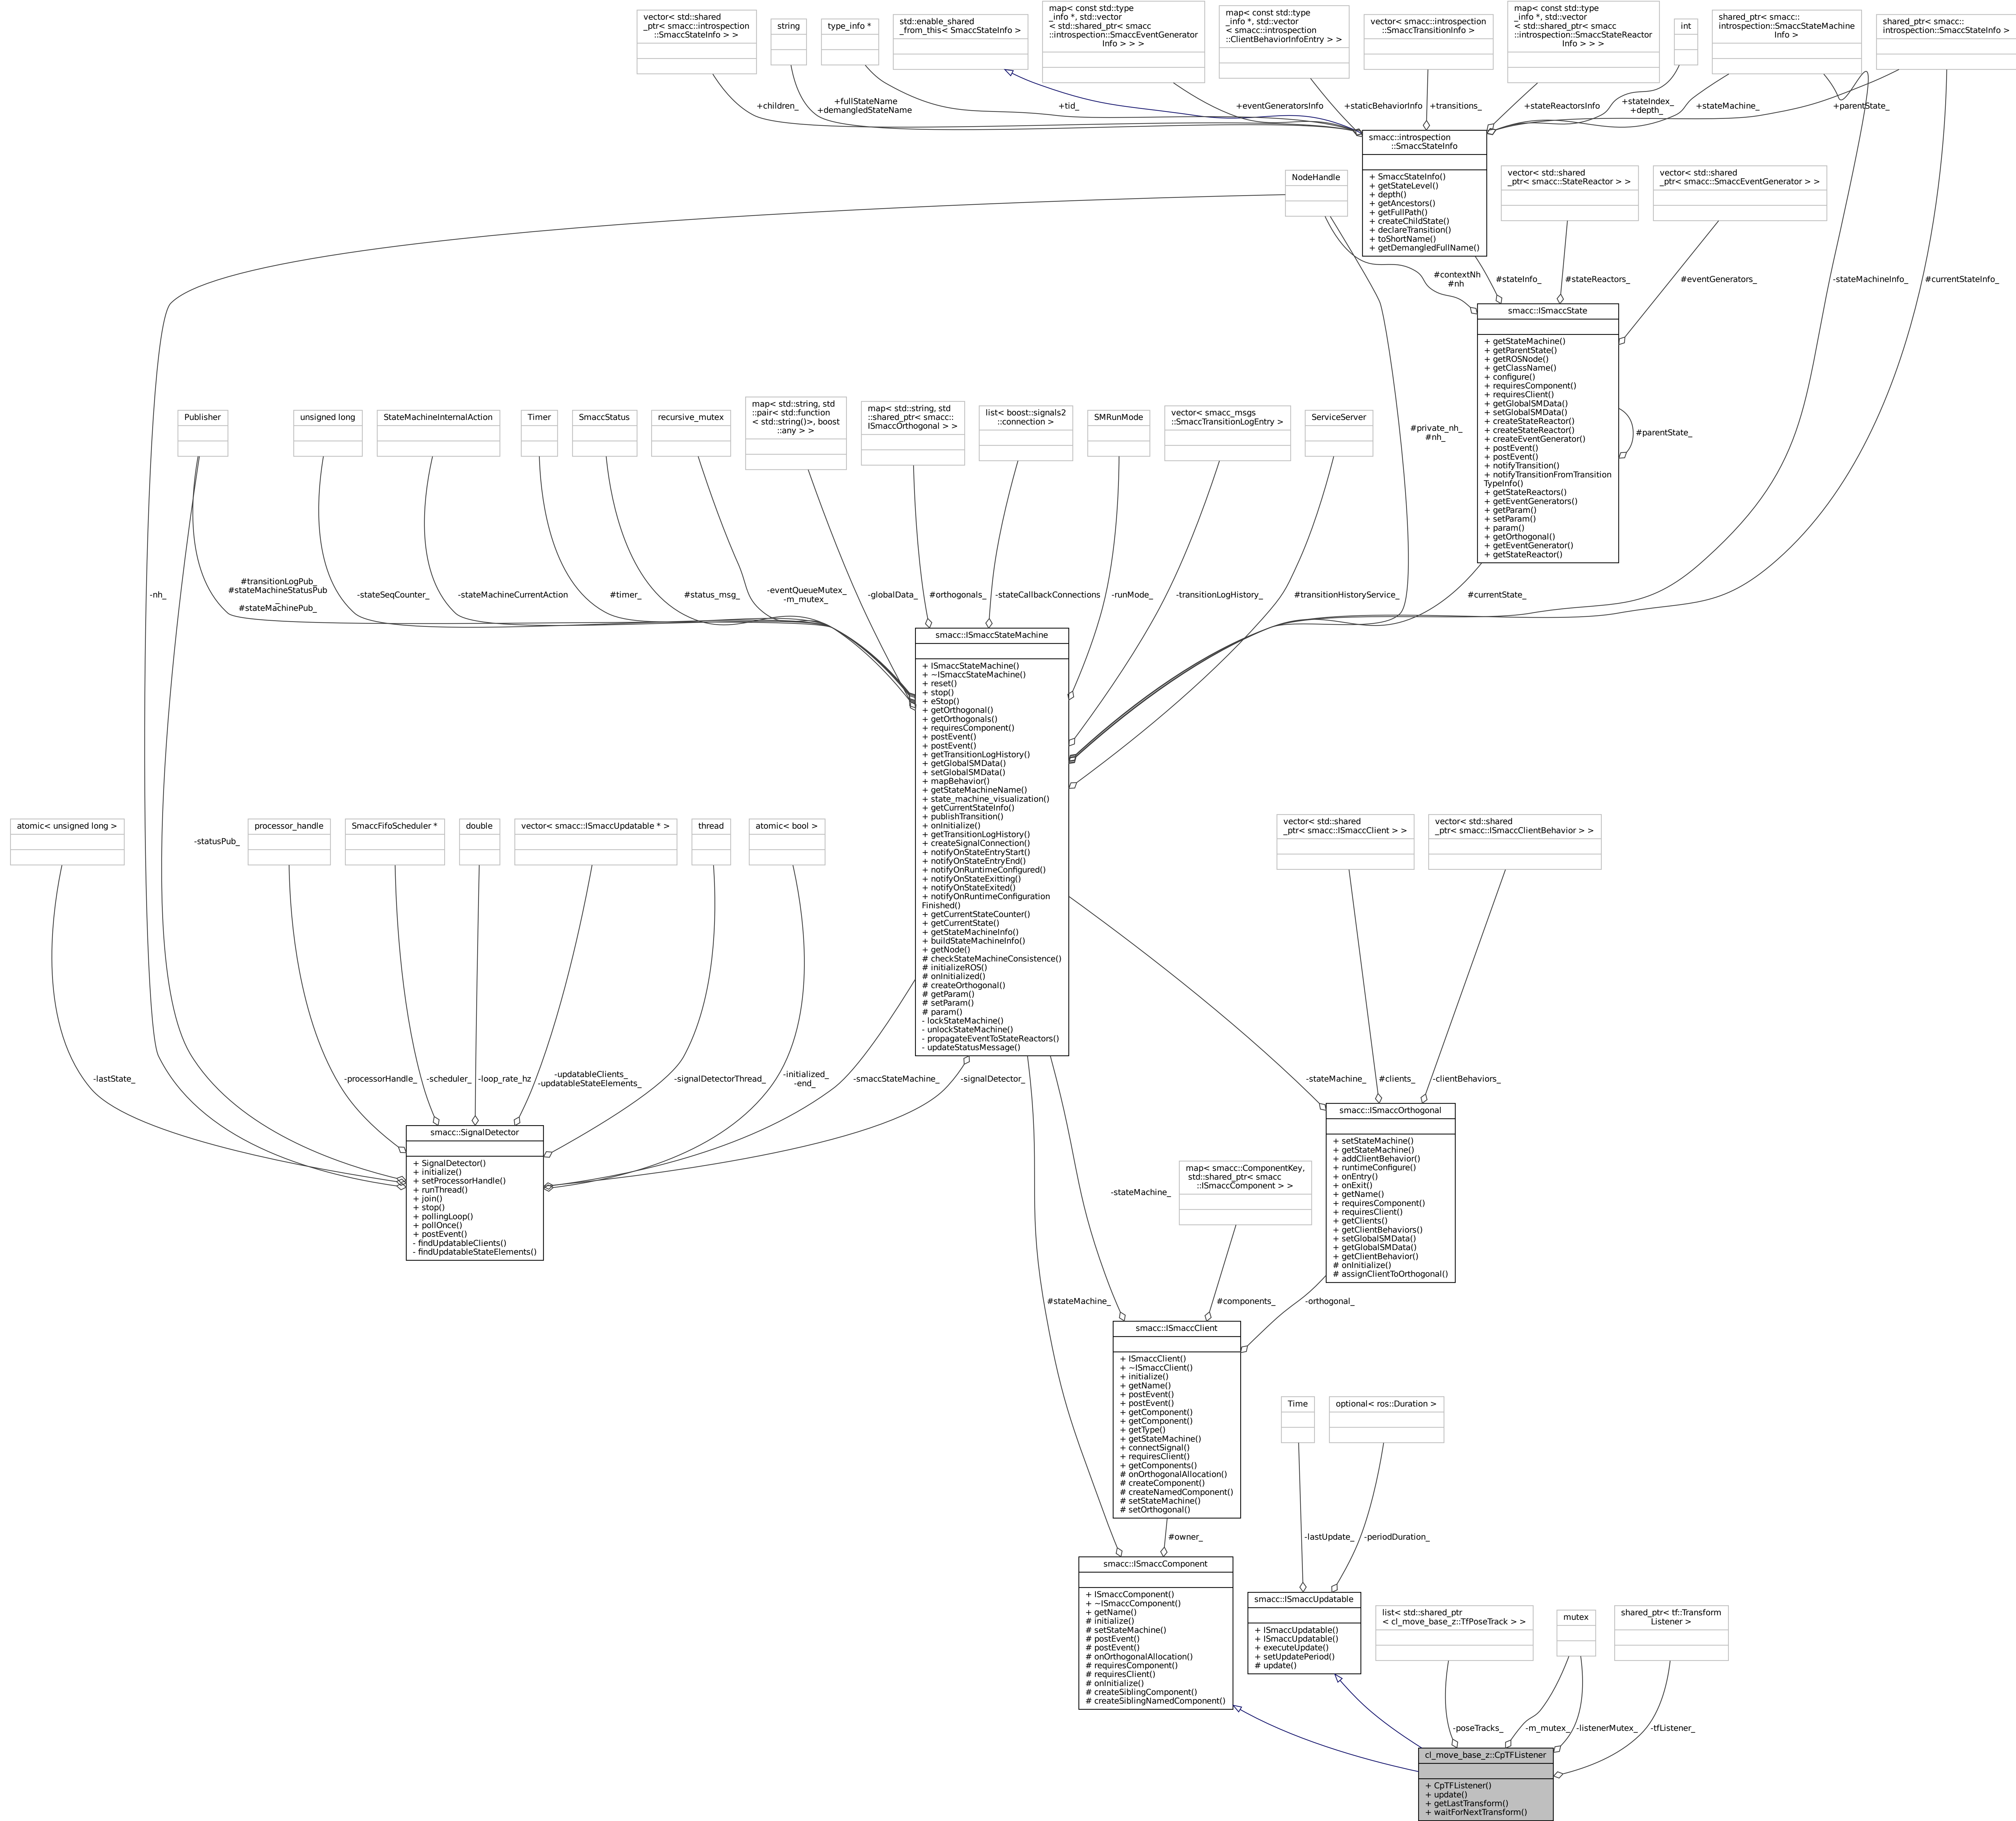 vector< std::shared
_ptr< smacc::introspection
::SmaccStateInfo > >
string
type_info *
std::enable_shared
_from_this< SmaccStateInfo >
map< const std::type
_info *, std::vector
< std::shared_ptr< smacc
::introspection::SmaccEventGenerator
Info > > >
map< const std::type
_info *, std::vector
< smacc::introspection
::ClientBehaviorInfoEntry > >
vector< smacc::introspection
::SmaccTransitionInfo >
map< const std::type
_info *, std::vector
< std::shared_ptr< smacc
::introspection::SmaccStateReactor
Info > > >
int
shared_ptr< smacc::
introspection::SmaccStateMachine
Info >
shared_ptr< smacc::
introspection::SmaccStateInfo >
+children_
+fullStateName
+demangledStateName
+tid_
+eventGeneratorsInfo
+staticBehaviorInfo
+transitions_
+stateReactorsInfo
+stateIndex_
+depth_
+stateMachine_
+parentState_
smacc::introspection
::SmaccStateInfo
+ SmaccStateInfo()
+ getStateLevel()
+ depth()
+ getAncestors()
+ getFullPath()
+ createChildState()
+ declareTransition()
+ toShortName()
+ getDemangledFullName()
NodeHandle
vector< std::shared
_ptr< smacc::StateReactor > >
vector< std::shared
_ptr< smacc::SmaccEventGenerator > >
#contextNh
#nh
#stateInfo_
#stateReactors_
#eventGenerators_
-stateMachineInfo_
#currentStateInfo_
smacc::ISmaccState
+ getStateMachine()
+ getParentState()
+ getROSNode()
+ getClassName()
+ configure()
+ requiresComponent()
+ requiresClient()
+ getGlobalSMData()
+ setGlobalSMData()
+ createStateReactor()
+ createStateReactor()
+ createEventGenerator()
+ postEvent()
+ postEvent()
+ notifyTransition()
+ notifyTransitionFromTransition
TypeInfo()
+ getStateReactors()
+ getEventGenerators()
+ getParam()
+ setParam()
+ param()
+ getOrthogonal()
+ getEventGenerator()
+ getStateReactor()
#parentState_
Publisher
unsigned long
StateMachineInternalAction
Timer
SmaccStatus
recursive_mutex
map< std::string, std
::pair< std::function
< std::string()>, boost
::any > >
map< std::string, std
::shared_ptr< smacc::
ISmaccOrthogonal > >
list< boost::signals2
::connection >
SMRunMode
vector< smacc_msgs
::SmaccTransitionLogEntry >
ServiceServer
#private_nh_
#nh_
-nh_
#transitionLogPub_
#stateMachineStatusPub
_
#stateMachinePub_
-stateSeqCounter_
-stateMachineCurrentAction
#timer_
#status_msg_
-eventQueueMutex_
-m_mutex_
-globalData_
#orthogonals_
-stateCallbackConnections
-runMode_
-transitionLogHistory_
#transitionHistoryService_
#currentState_
smacc::ISmaccStateMachine
+ ISmaccStateMachine()
+ ~ISmaccStateMachine()
+ reset()
+ stop()
+ eStop()
+ getOrthogonal()
+ getOrthogonals()
+ requiresComponent()
+ postEvent()
+ postEvent()
+ getTransitionLogHistory()
+ getGlobalSMData()
+ setGlobalSMData()
+ mapBehavior()
+ getStateMachineName()
+ state_machine_visualization()
+ getCurrentStateInfo()
+ publishTransition()
+ onInitialize()
+ getTransitionLogHistory()
+ createSignalConnection()
+ notifyOnStateEntryStart()
+ notifyOnStateEntryEnd()
+ notifyOnRuntimeConfigured()
+ notifyOnStateExitting()
+ notifyOnStateExited()
+ notifyOnRuntimeConfiguration
Finished()
+ getCurrentStateCounter()
+ getCurrentState()
+ getStateMachineInfo()
+ buildStateMachineInfo()
+ getNode()
# checkStateMachineConsistence()
# initializeROS()
# onInitialized()
# createOrthogonal()
# getParam()
# setParam()
# param()
- lockStateMachine()
- unlockStateMachine()
- propagateEventToStateReactors()
- updateStatusMessage()
atomic< unsigned long >
-statusPub_
processor_handle
SmaccFifoScheduler *
double
vector< smacc::ISmaccUpdatable * >
thread
atomic< bool >
vector< std::shared
_ptr< smacc::ISmaccClient > >
vector< std::shared
_ptr< smacc::ISmaccClientBehavior > >
-lastState_
-processorHandle_
-scheduler_
-loop_rate_hz
-updatableClients_
-updatableStateElements_
-signalDetectorThread_
-initialized_
-end_
-smaccStateMachine_
-signalDetector_
-stateMachine_
#clients_
-clientBehaviors_
smacc::SignalDetector
+ SignalDetector()
+ initialize()
+ setProcessorHandle()
+ runThread()
+ join()
+ stop()
+ pollingLoop()
+ pollOnce()
+ postEvent()
- findUpdatableClients()
- findUpdatableStateElements()
smacc::ISmaccOrthogonal
+ setStateMachine()
+ getStateMachine()
+ addClientBehavior()
+ runtimeConfigure()
+ onEntry()
+ onExit()
+ getName()
+ requiresComponent()
+ requiresClient()
+ getClients()
+ getClientBehaviors()
+ setGlobalSMData()
+ getGlobalSMData()
+ getClientBehavior()
# onInitialize()
# assignClientToOrthogonal()
map< smacc::ComponentKey,
std::shared_ptr< smacc
::ISmaccComponent > >
-stateMachine_
#stateMachine_
#components_
-orthogonal_
smacc::ISmaccClient
+ ISmaccClient()
+ ~ISmaccClient()
+ initialize()
+ getName()
+ postEvent()
+ postEvent()
+ getComponent()
+ getComponent()
+ getType()
+ getStateMachine()
+ connectSignal()
+ requiresClient()
+ getComponents()
# onOrthogonalAllocation()
# createComponent()
# createNamedComponent()
# setStateMachine()
# setOrthogonal()
Time
optional< ros::Duration >
#owner_
-lastUpdate_
-periodDuration_
smacc::ISmaccComponent
+ ISmaccComponent()
+ ~ISmaccComponent()
+ getName()
# initialize()
# setStateMachine()
# postEvent()
# postEvent()
# onOrthogonalAllocation()
# requiresComponent()
# requiresClient()
# onInitialize()
# createSiblingComponent()
# createSiblingNamedComponent()
smacc::ISmaccUpdatable
+ ISmaccUpdatable()
+ ISmaccUpdatable()
+ executeUpdate()
+ setUpdatePeriod()
# update()
list< std::shared_ptr
< cl_move_base_z::TfPoseTrack > >
mutex
shared_ptr< tf::Transform
Listener >
-poseTracks_
-m_mutex_
-listenerMutex_
-tfListener_
cl_move_base_z::CpTFListener
+ CpTFListener()
+ update()
+ getLastTransform()
+ waitForNextTransform()